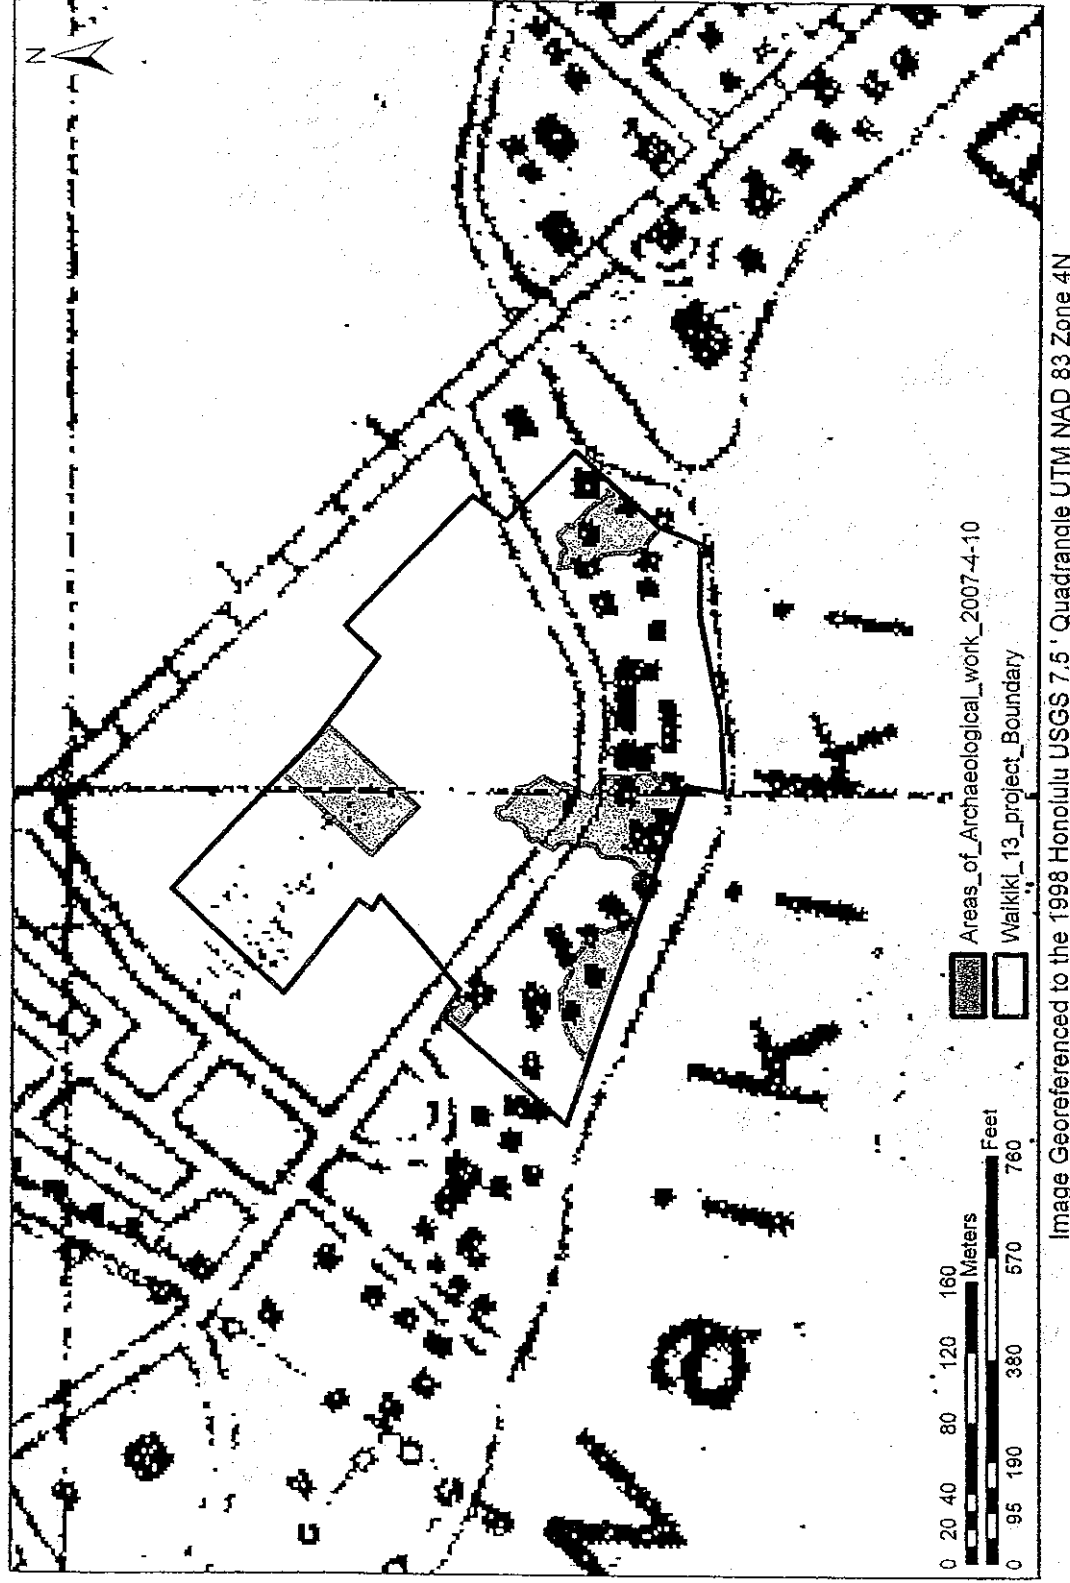 N
W a i K i K i
Areas_of_Archaeological_work_2007-4-10
Waikiki_13_project_Boundary
0 20 40 80 120 160
Meters
Feet
0 95 190 380 570 760
Image Georeferenced to the 1998 Honolulu USGS 7.5 ' Quadrangle UTM NAD 83 Zone 4N